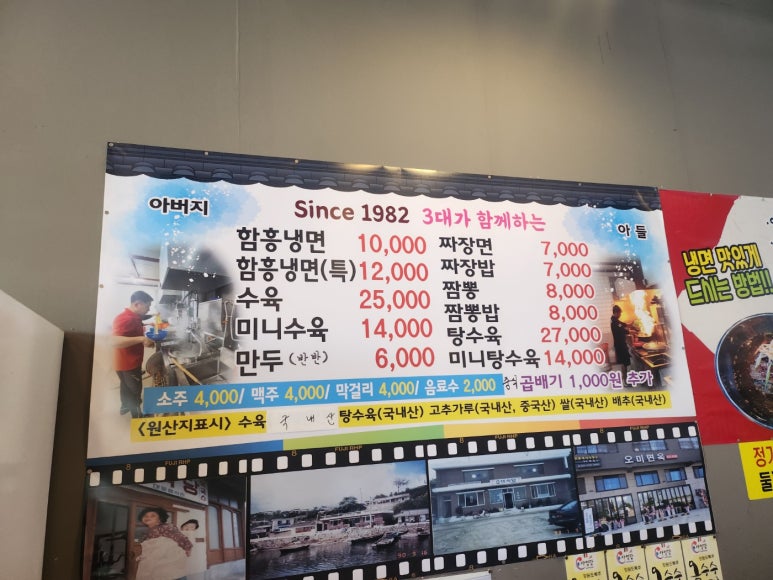 아버지
Since 1982 3대가 함께하는
아들
함흥냉면 10,000
함흥냉면(특) 12,000
수육 25,000
미니수육 14,000
만두 (반반) 6,000
짜장면 7,000
짜장밥 7,000
짬뽕 8,000
짬뽕밥 8,000
탕수육 27,000
미니탕수육 14,000
소주 4,000/ 맥주 4,000/ 막걸리 4,000/ 음료수 2,000
곱배기 1,000원 추가
<원산지표시> 수육 국내산 탕수육(국내산) 고추가루(국내산, 중국산) 쌀(국내산) 배추(국내산)
8 FUJI RHP 8 FUJI RHP 8
오미면옥
냉면 맛있게
드시는 방법!!